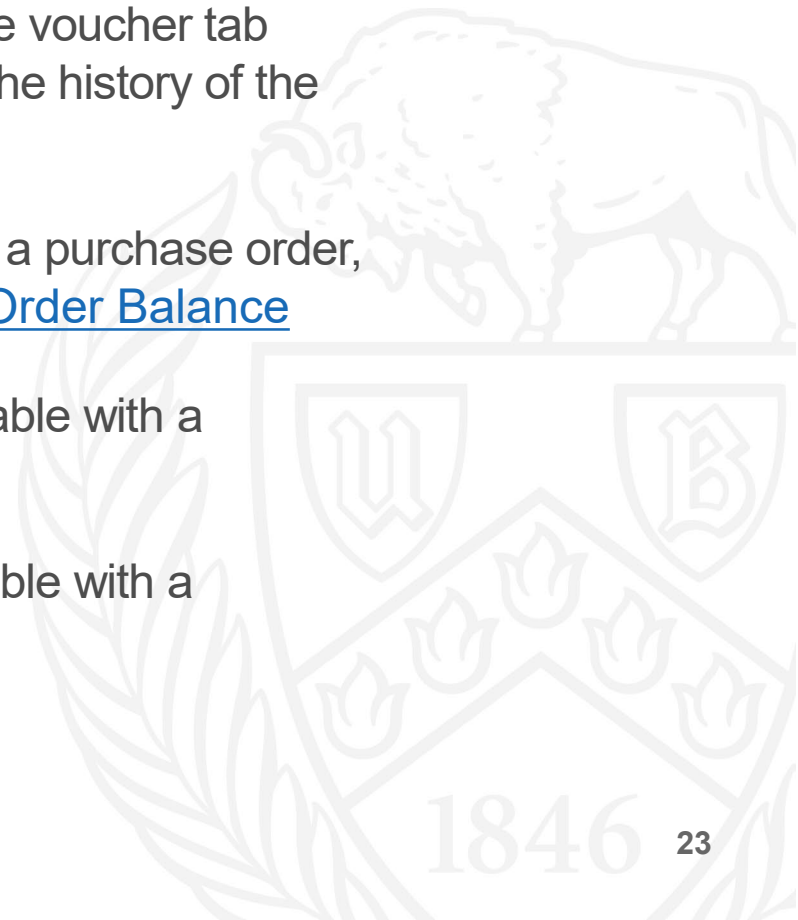 e voucher tab
he history of the
a purchase order,
Order Balance
able with a
ble with a
U B
1846
23